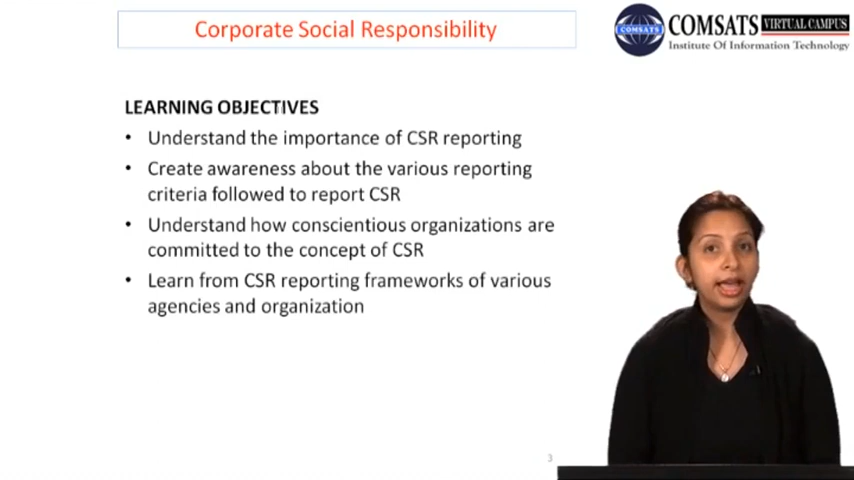 Corporate Social Responsibility
COMSATS
COMSATS VIRTUAL CAMPUS
Institute Of Information Technology
LEARNING OBJECTIVES
• Understand the importance of CSR reporting
• Create awareness about the various reporting
criteria followed to report CSR
• Understand how conscientious organizations are
committed to the concept of CSR
• Learn from CSR reporting frameworks of various
agencies and organization
3